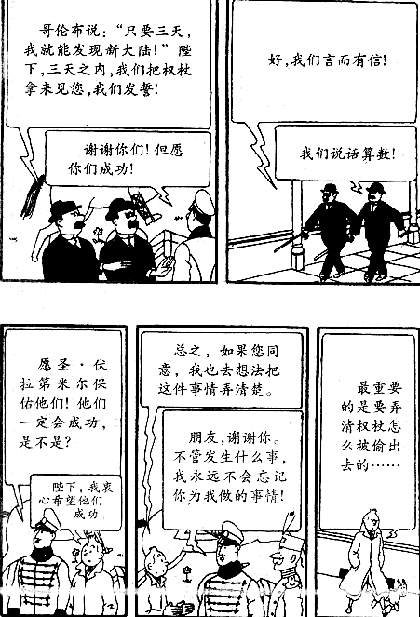 哥伦布说：“只要三天，
我就能发现新大陆！”陛
下，三天之内，我们把权杖
拿来见您，我们发誓！
谢谢你们！但愿
你们成功！
好，我们言而有信！
我们说话算数！
愿圣·伏
拉第米尔保
佑他们！他们
一定会成功，
是不是？
陛下，我衷
心希望他们
成功
总之，如果您同
意，我也去想法把
这件事情弄清楚。
朋友，谢谢你。
不管发生什么事，
我永远不会忘记
你为我做的事情！
最重要
的是要弄
清权杖怎
么被偷出
去的……